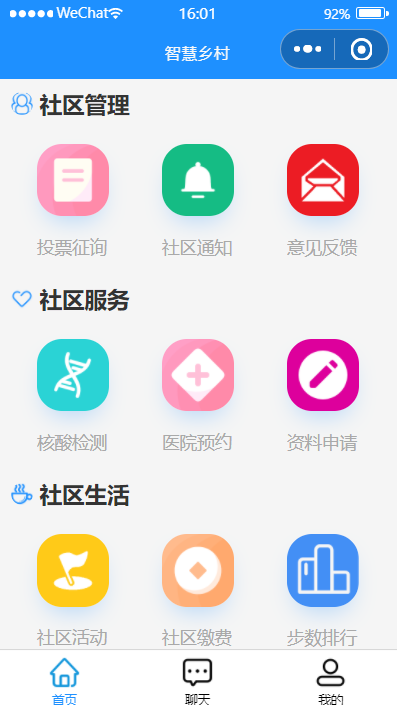 WeChat 16:01 92%
智慧乡村
社区管理
投票征询 社区通知 意见反馈
社区服务
核酸检测 医院预约 资料申请
社区生活
社区活动 社区缴费 步数排行
首页 聊天 我的